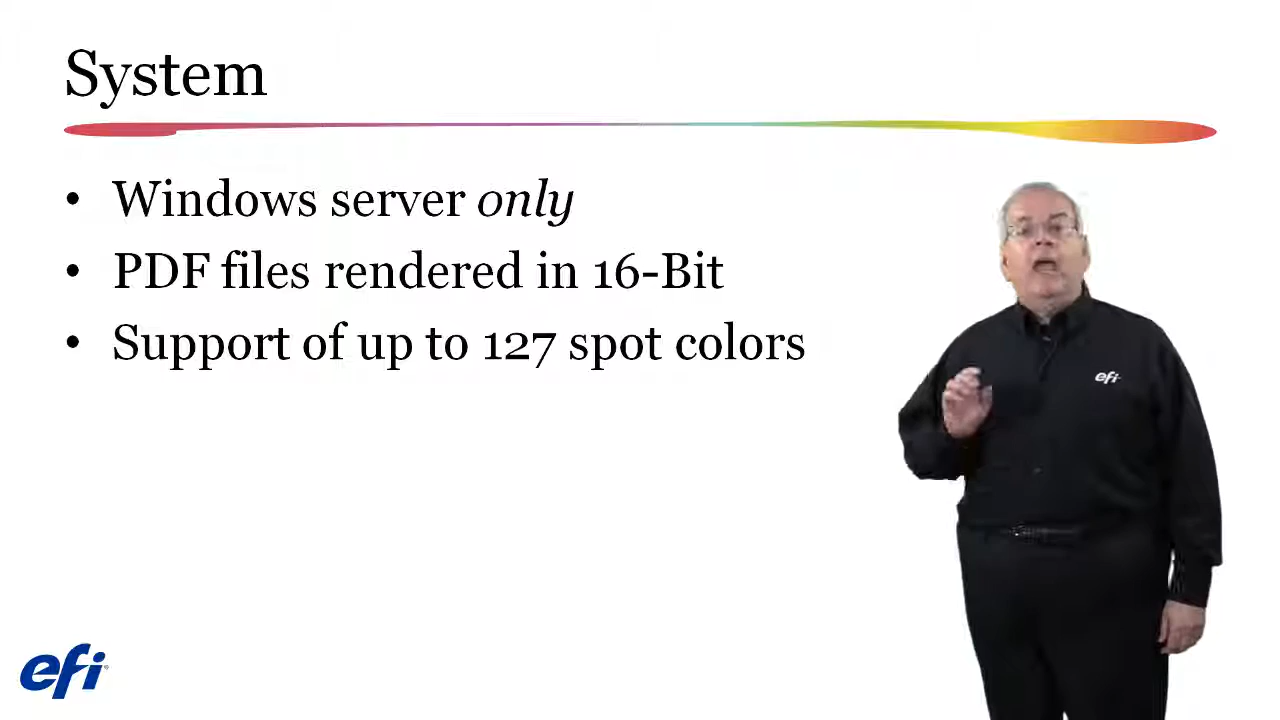 System
• Windows server only
• PDF files rendered in 16-Bit
• Support of up to 127 spot colors
efi
efi